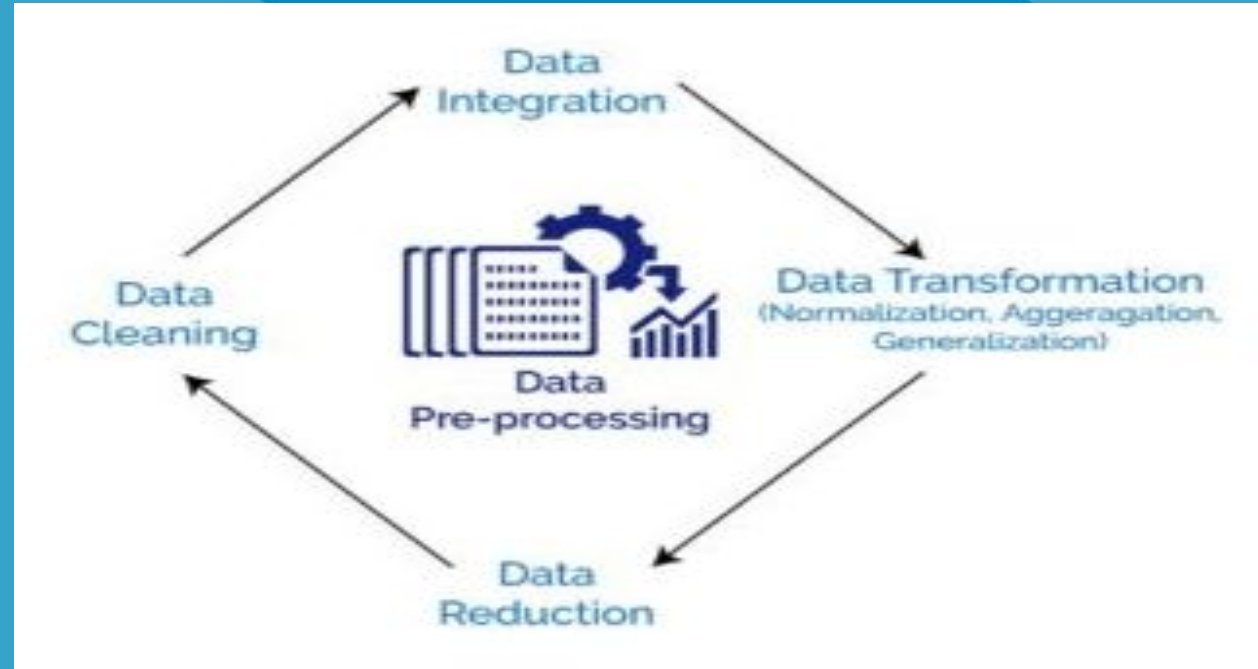 Data
Integration
Data
Cleaning
Data Transformation
(Normalization, Aggeragation,
Generalization)
Data
Pre-processing
Data
Reduction